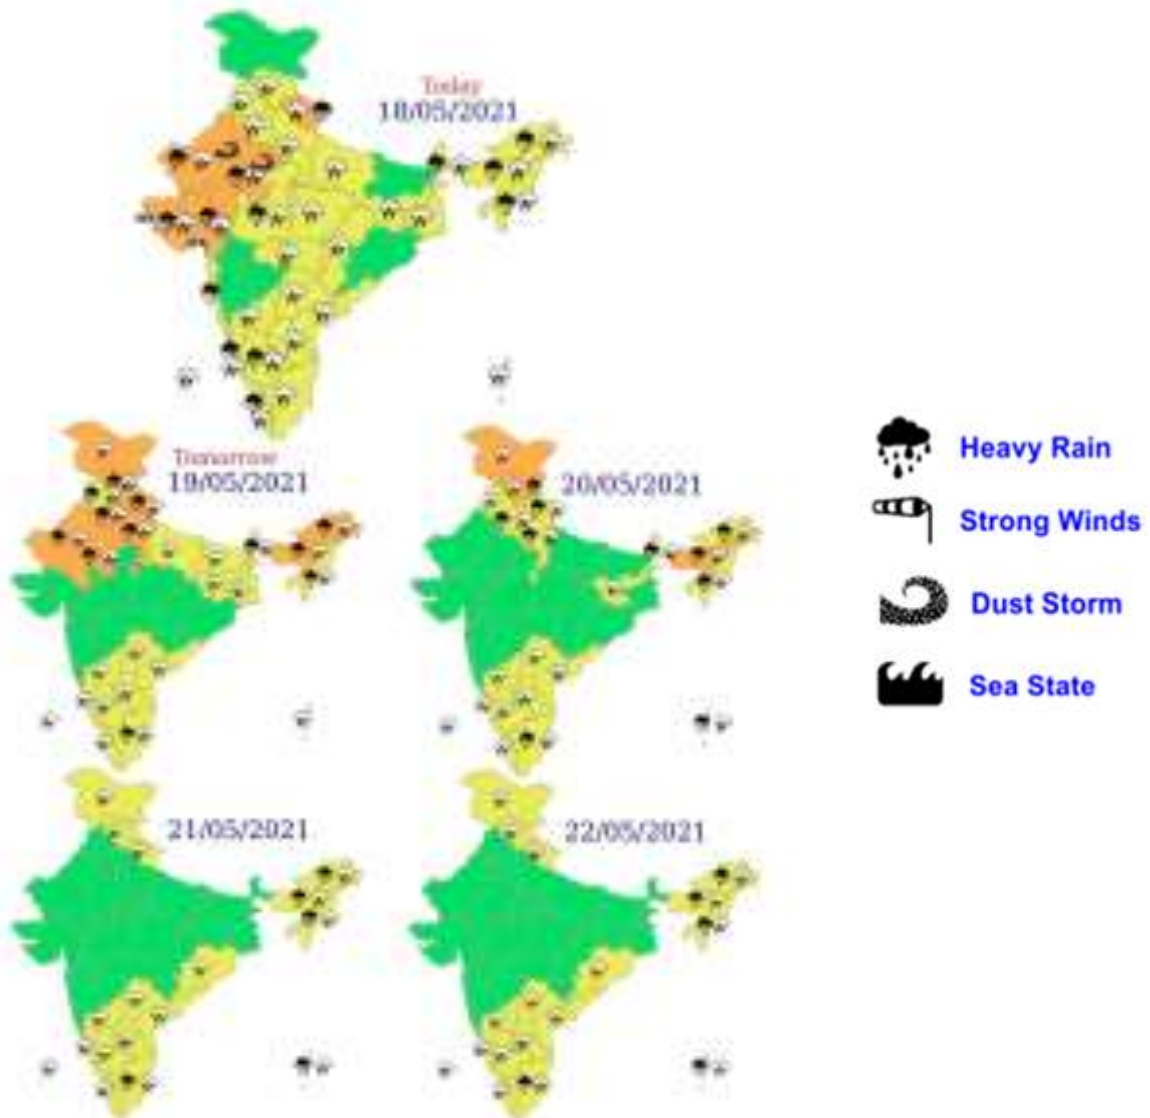 Today
18/05/2021
Tomorrow
19/05/2021
20/05/2021
Heavy Rain
Strong Winds
Dust Storm
Sea State
21/05/2021
22/05/2021